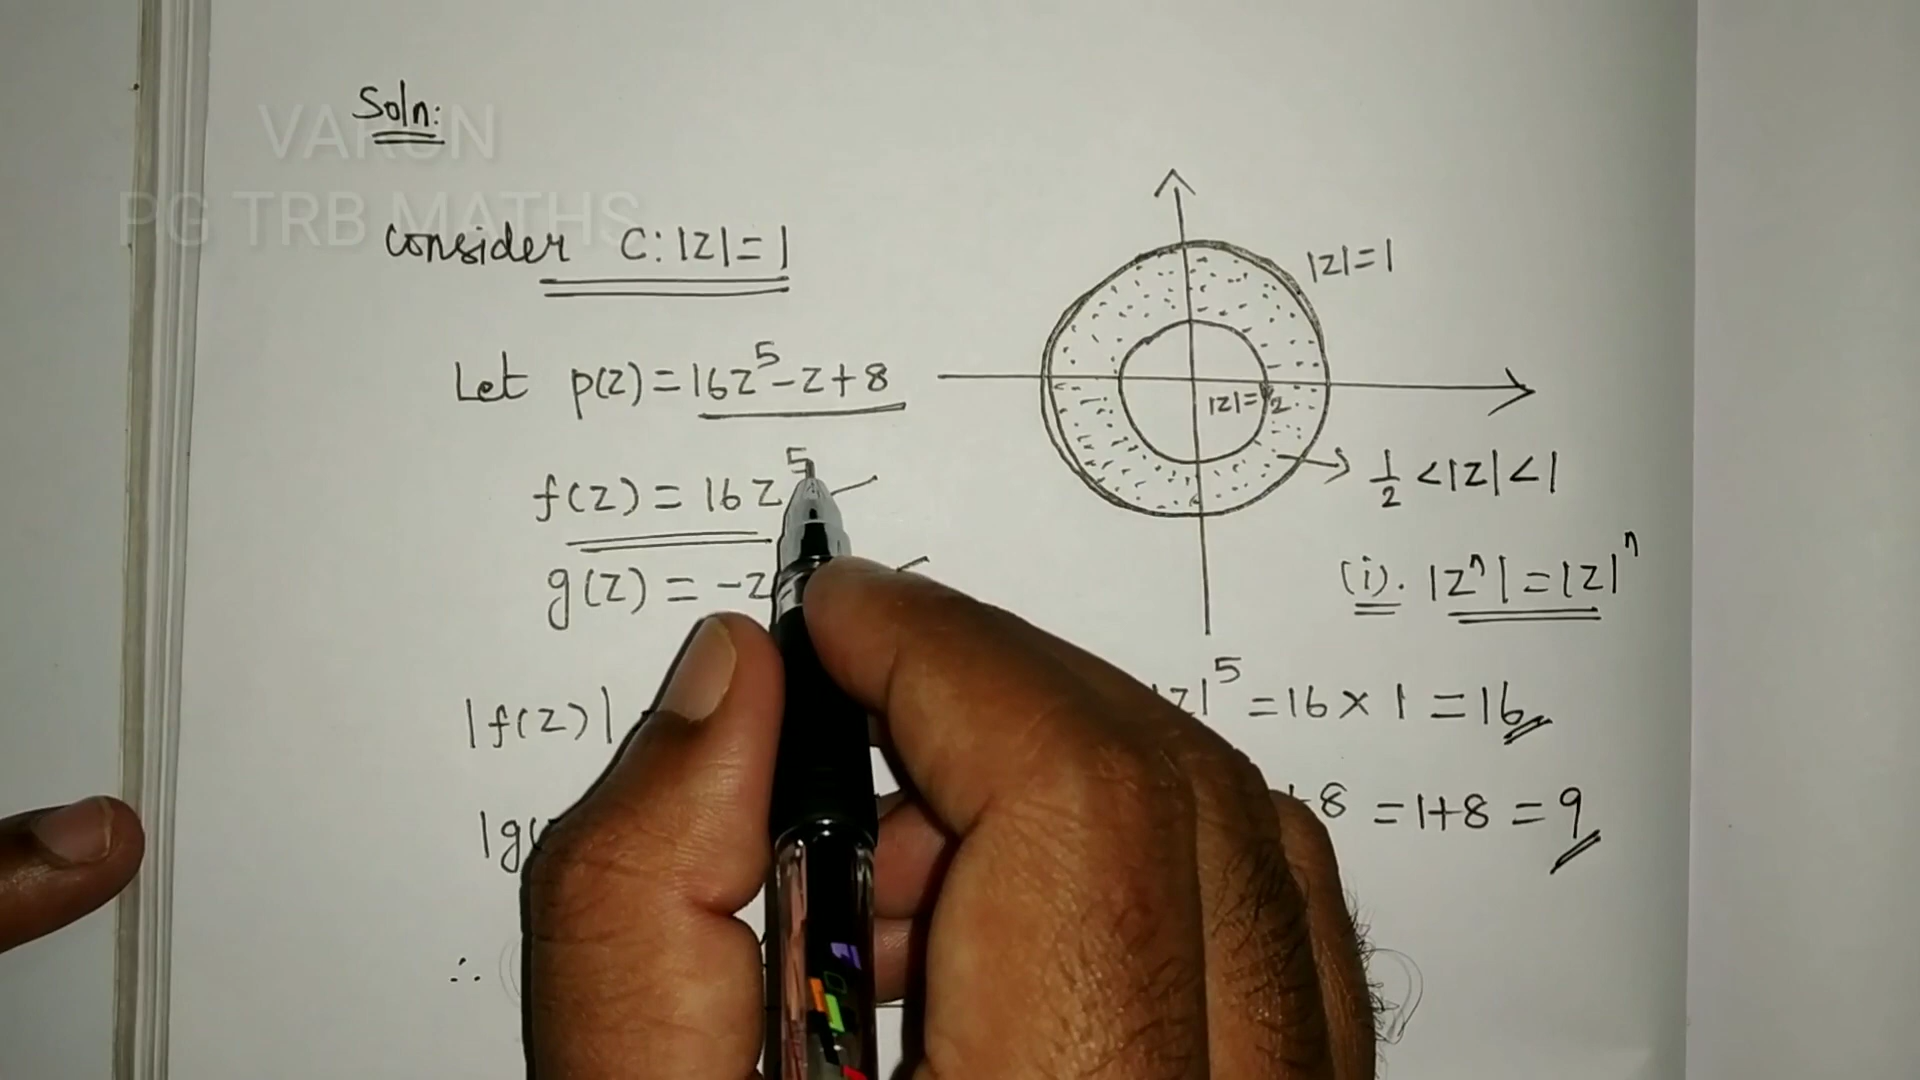 Soln:
VARUN
PG TRB MATHS
Consider C: |z| = 1
|z| = 1
Let p(z) = 16z⁵ - z + 8
|z| = ½
f(z) = 16z⁵
½ < |z| < 1
g(z) = -z
(i). |zⁿ| = |z|ⁿ
|f(z)| z|⁵ = 16 × 1 = 16
|g( +8 = 1+8 = 9
∴